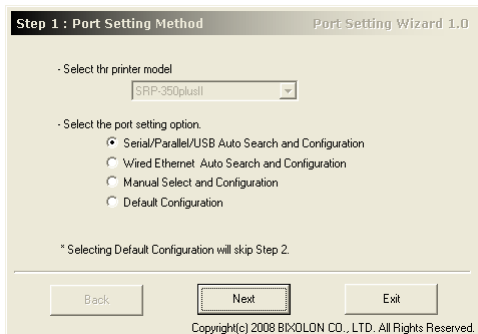 Step 1 : Port Setting Method Port Setting Wizard 1.0
- Select thr printer model
SRP-350plusII
- Select the port setting option.
Serial/Parallel/USB Auto Search and Configuration
Wired Ethernet Auto Search and Configuration
Manual Select and Configuration
Default Configuration
* Selecting Default Configuration will skip Step 2.
Back Next Exit
Copyright(c) 2008 BIXOLON CO., LTD. All Rights Reserved.